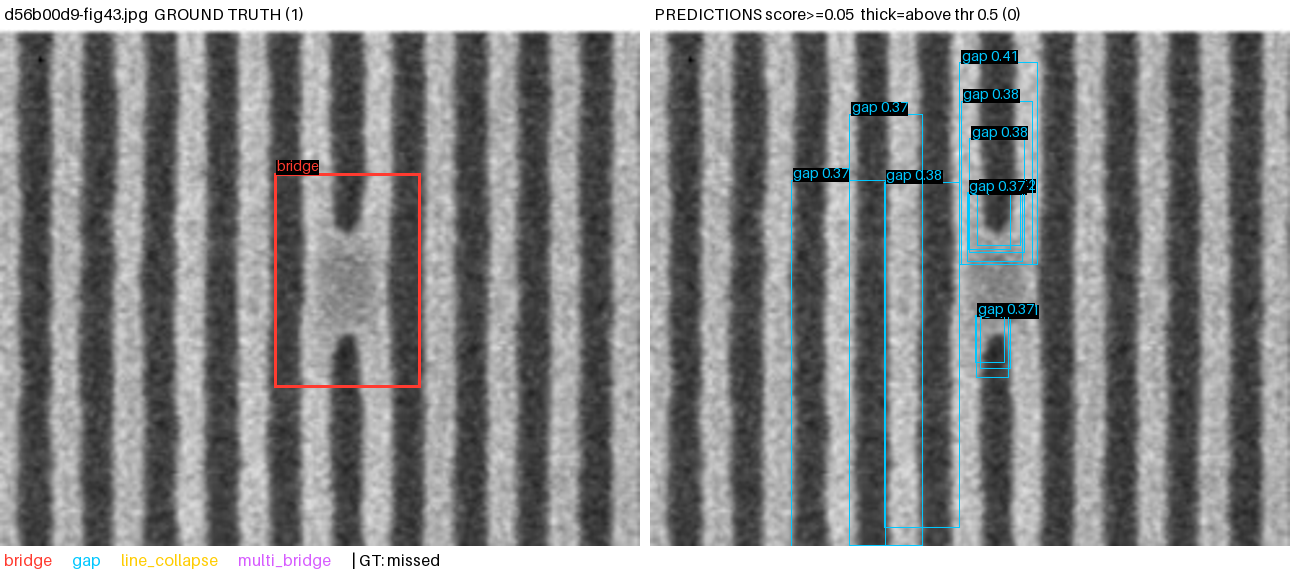 d56b00d9-fig43.jpg  GROUND TRUTH (1)
PREDICTIONS score>=0.05  thick=above thr 0.5 (0)
bridge
gap 0.41
gap 0.38
gap 0.37
gap 0.38
gap 0.37
gap 0.38
gap 0.37
gap 0.37
bridge gap line_collapse multi_bridge | GT: missed